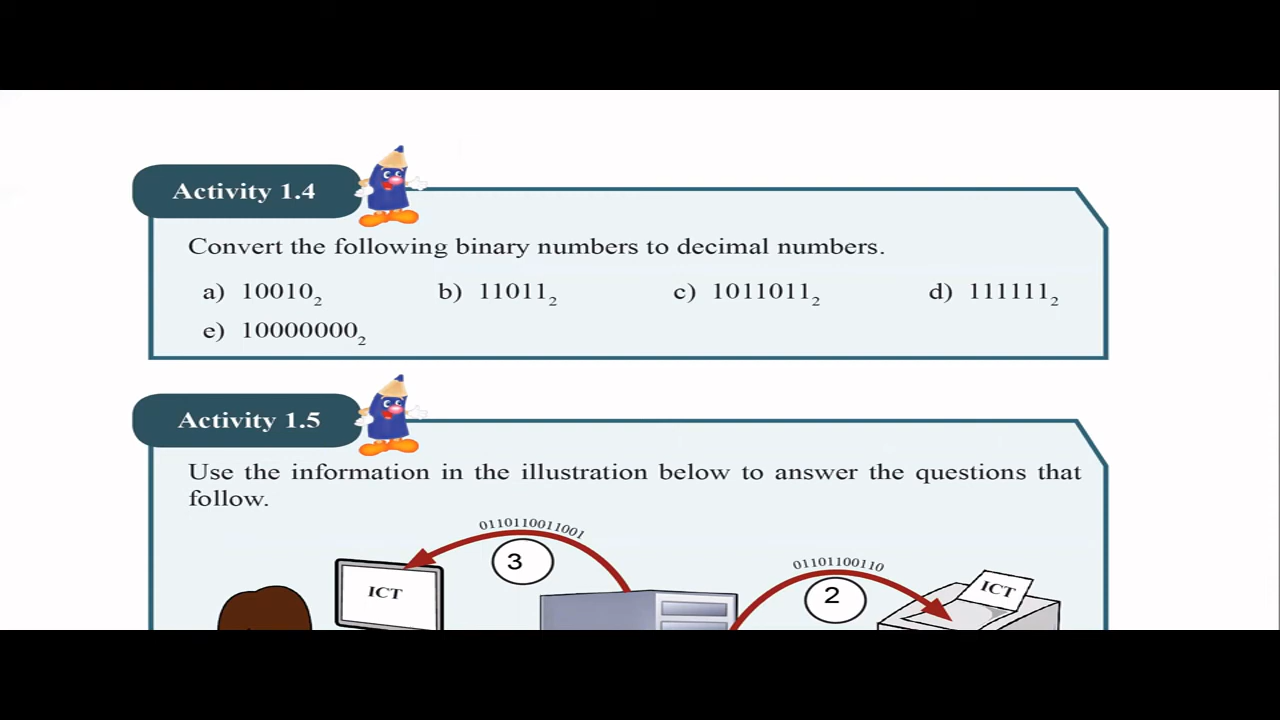 Activity 1.4
Convert the following binary numbers to decimal numbers.
a) 10010₂ b) 11011₂ c) 1011011₂ d) 111111₂
e) 10000000₂
Activity 1.5
Use the information in the illustration below to answer the questions that
follow.
0110110011001
3
01101100110
2
ICT
ICT